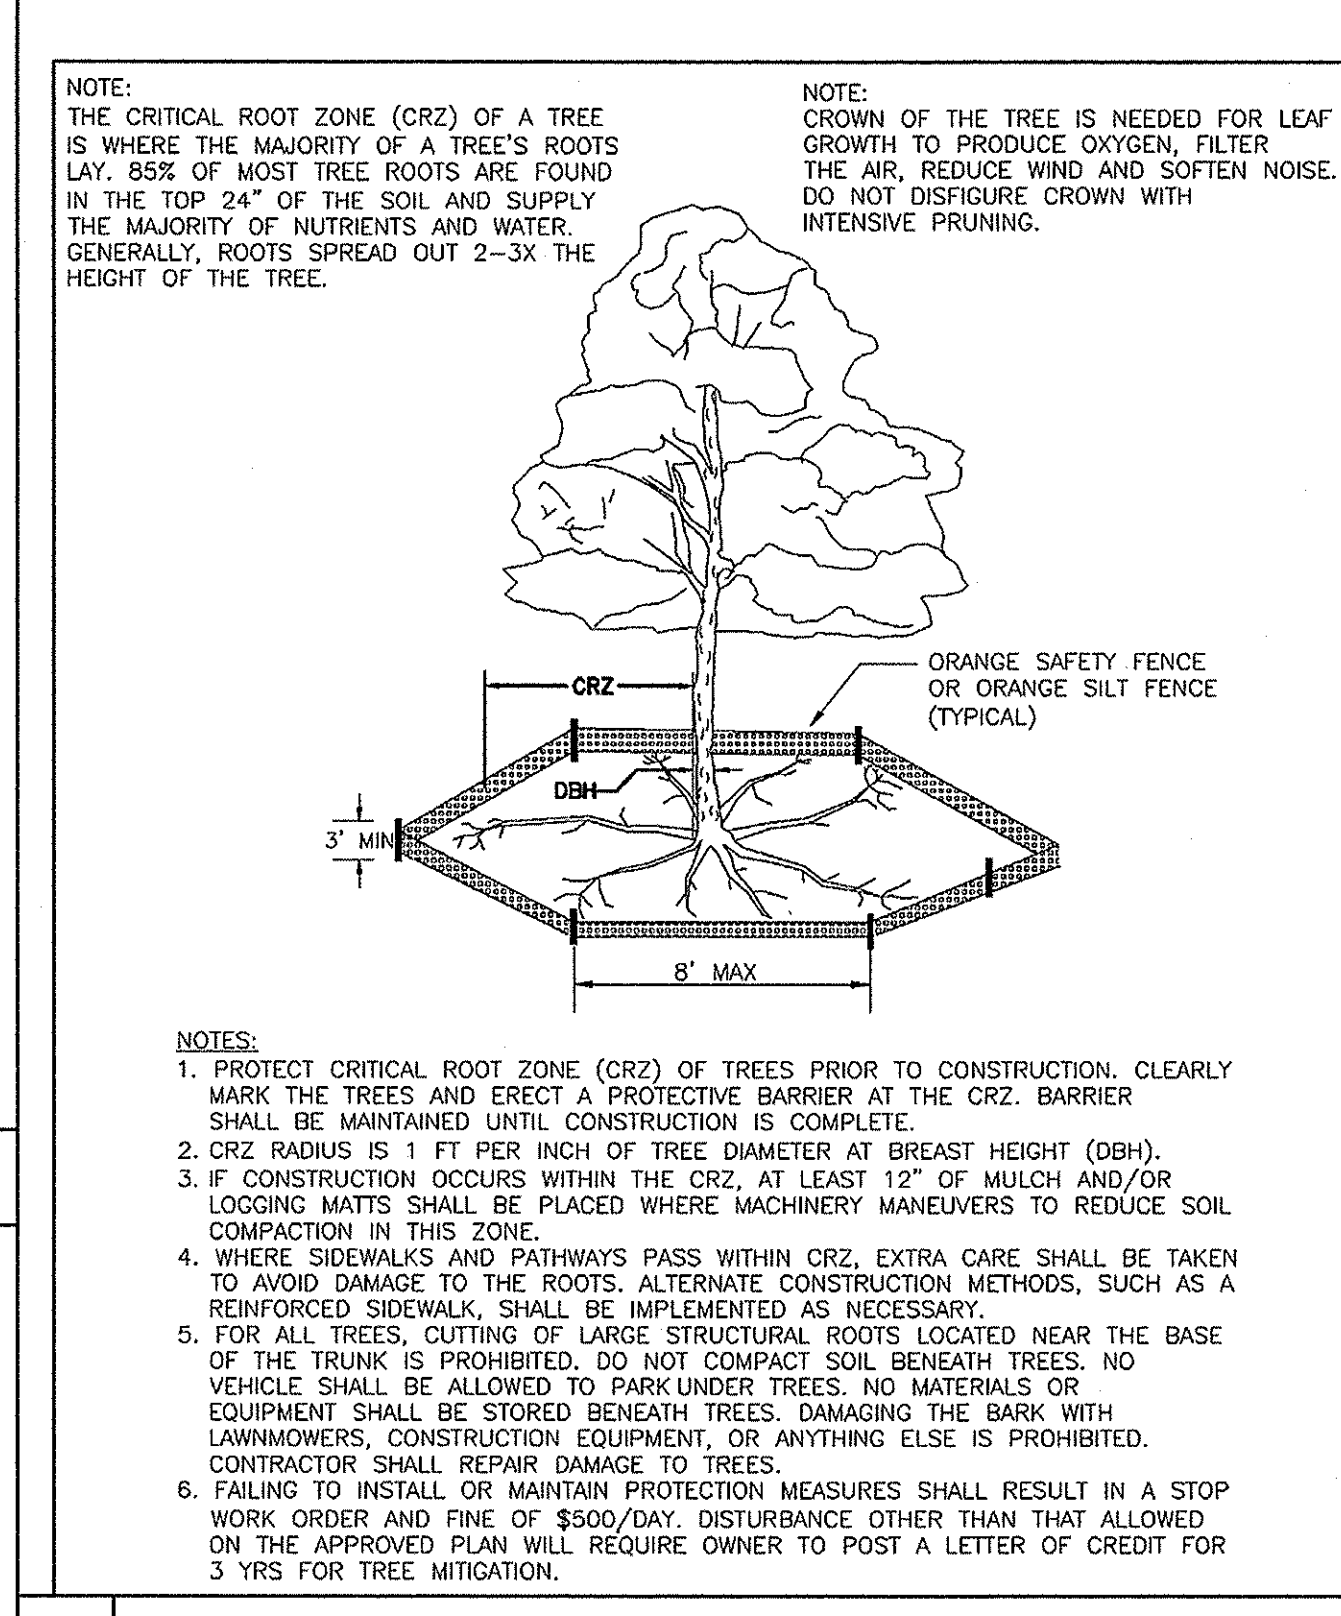 NOTE:
THE CRITICAL ROOT ZONE (CRZ) OF A TREE
IS WHERE THE MAJORITY OF A TREE'S ROOTS
LAY. 85% OF MOST TREE ROOTS ARE FOUND
IN THE TOP 24" OF THE SOIL AND SUPPLY
THE MAJORITY OF NUTRIENTS AND WATER.
GENERALLY, ROOTS SPREAD OUT 2-3X THE
HEIGHT OF THE TREE.
NOTE:
CROWN OF THE TREE IS NEEDED FOR LEAF
GROWTH TO PRODUCE OXYGEN, FILTER
THE AIR, REDUCE WIND AND SOFTEN NOISE.
DO NOT DISFIGURE CROWN WITH
INTENSIVE PRUNING.
ORANGE SAFETY FENCE
OR ORANGE SILT FENCE
(TYPICAL)
CRZ
DBH
3' MIN
8' MAX
NOTES:
1. PROTECT CRITICAL ROOT ZONE (CRZ) OF TREES PRIOR TO CONSTRUCTION. CLEARLY
MARK THE TREES AND ERECT A PROTECTIVE BARRIER AT THE CRZ. BARRIER
SHALL BE MAINTAINED UNTIL CONSTRUCTION IS COMPLETE.
2. CRZ RADIUS IS 1 FT PER INCH OF TREE DIAMETER AT BREAST HEIGHT (DBH).
3. IF CONSTRUCTION OCCURS WITHIN THE CRZ, AT LEAST 12" OF MULCH AND/OR
LOGGING MATTS SHALL BE PLACED WHERE MACHINERY MANEUVERS TO REDUCE SOIL
COMPACTION IN THIS ZONE.
4. WHERE SIDEWALKS AND PATHWAYS PASS WITHIN CRZ, EXTRA CARE SHALL BE TAKEN
TO AVOID DAMAGE TO THE ROOTS. ALTERNATE CONSTRUCTION METHODS, SUCH AS A
REINFORCED SIDEWALK, SHALL BE IMPLEMENTED AS NECESSARY.
5. FOR ALL TREES, CUTTING OF LARGE STRUCTURAL ROOTS LOCATED NEAR THE BASE
OF THE TRUNK IS PROHIBITED. DO NOT COMPACT SOIL BENEATH TREES. NO
VEHICLE SHALL BE ALLOWED TO PARK UNDER TREES. NO MATERIALS OR
EQUIPMENT SHALL BE STORED BENEATH TREES. DAMAGING THE BARK WITH
LAWNMOWERS, CONSTRUCTION EQUIPMENT, OR ANYTHING ELSE IS PROHIBITED.
CONTRACTOR SHALL REPAIR DAMAGE TO TREES.
6. FAILING TO INSTALL OR MAINTAIN PROTECTION MEASURES SHALL RESULT IN A STOP
WORK ORDER AND FINE OF $500/DAY. DISTURBANCE OTHER THAN THAT ALLOWED
ON THE APPROVED PLAN WILL REQUIRE OWNER TO POST A LETTER OF CREDIT FOR
3 YRS FOR TREE MITIGATION.